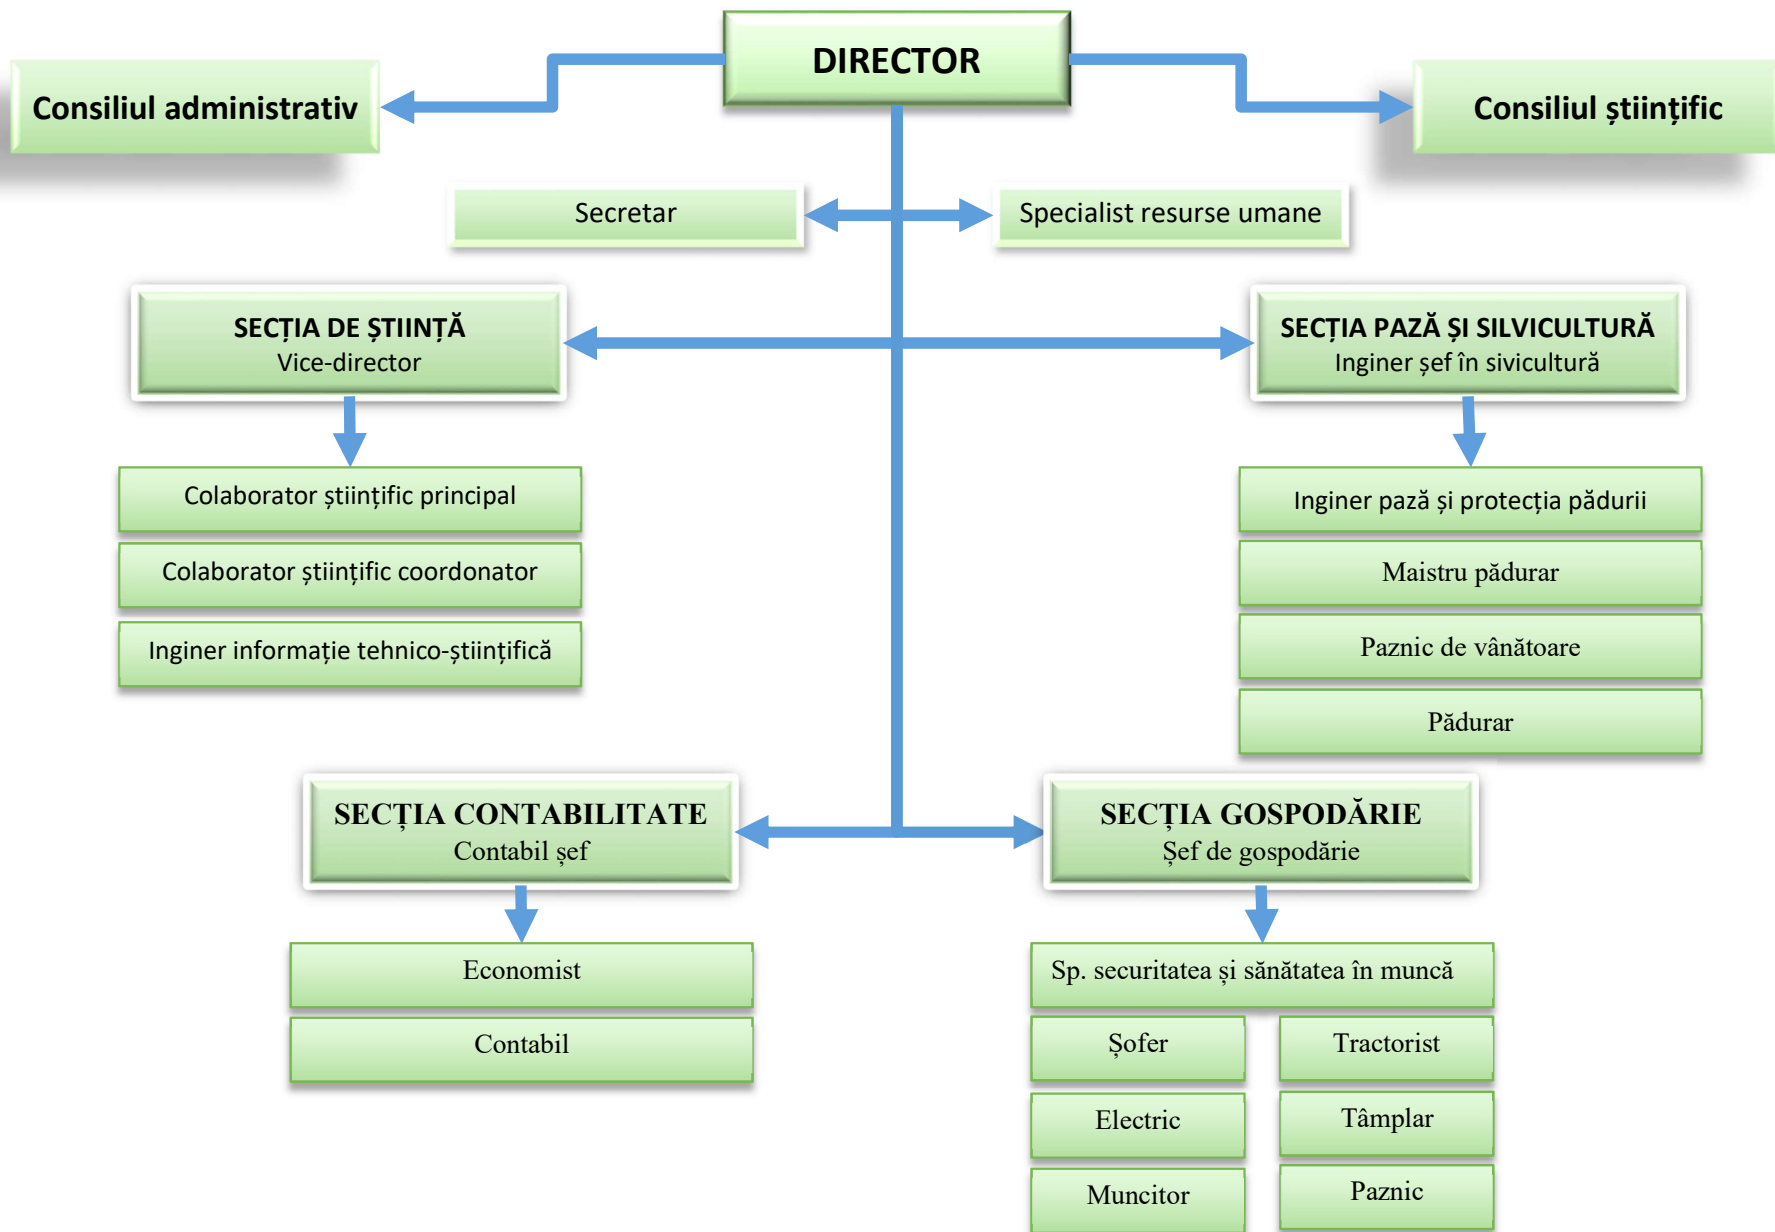 DIRECTOR
Consiliul administrativ
Consiliul științific
Secretar
Specialist resurse umane
SECȚIA DE ȘTIINȚĂ
Vice-director
SECȚIA PAZĂ ȘI SILVICULTURĂ
Inginer șef în sivicultură
Colaborator științific principal
Colaborator științific coordonator
Inginer informație tehnico-științifică
Inginer pază și protecția pădurii
Maistru pădurar
Paznic de vânătoare
Pădurar
SECȚIA CONTABILITATE
Contabil șef
SECȚIA GOSPODĂRIE
Șef de gospodărie
Economist
Contabil
Sp. securitatea și sănătatea în muncă
Șofer
Tractorist
Electric
Tâmplar
Muncitor
Paznic